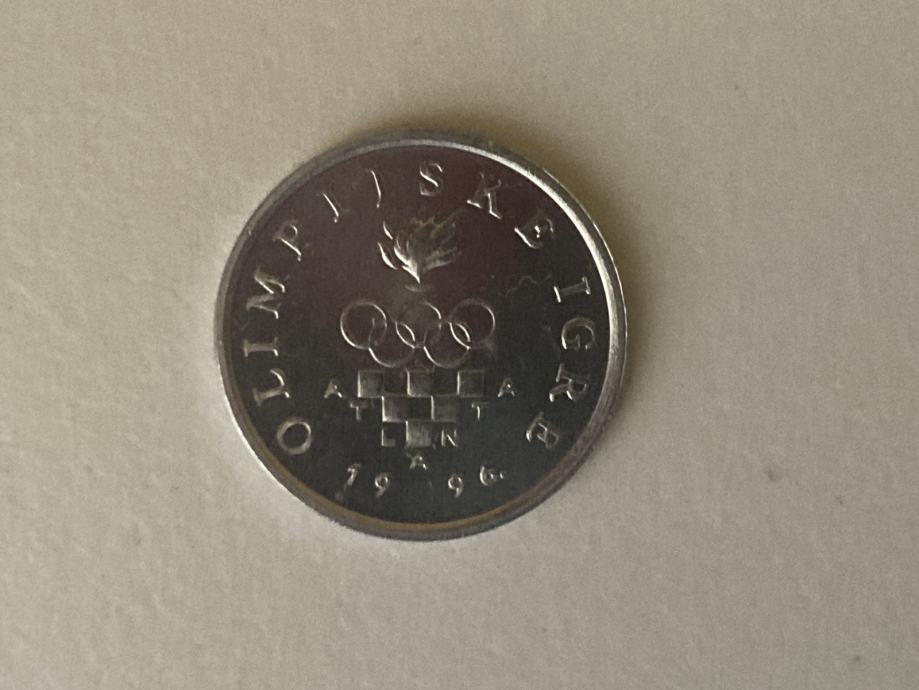 OLIMPIJSKE IGRE
A A
T T
L N
A
1996.